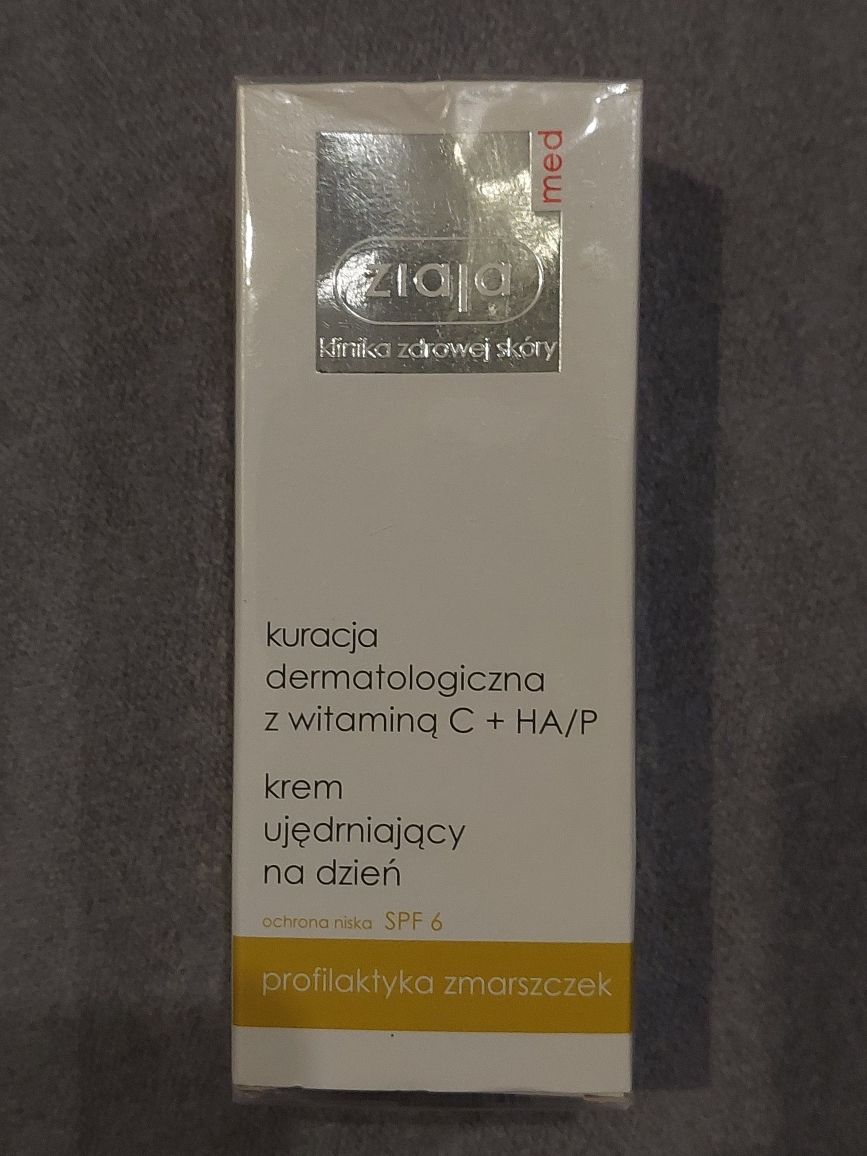 med
ziaja
klinika zdrowej skóry
kuracja
dermatologiczna
z witaminą C + HA/P
krem
ujędrniający
na dzień
ochrona niska SPF 6
profilaktyka zmarszczek